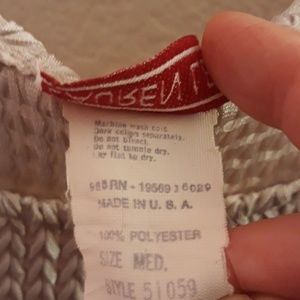 Machine wash cold.
Dark colors separately.
Do not bleach.
Do not tumble dry.
Lay flat to dry.
RN-19569
MADE IN U.S.A.
100% POLYESTER
SIZE MED.
STYLE 51059